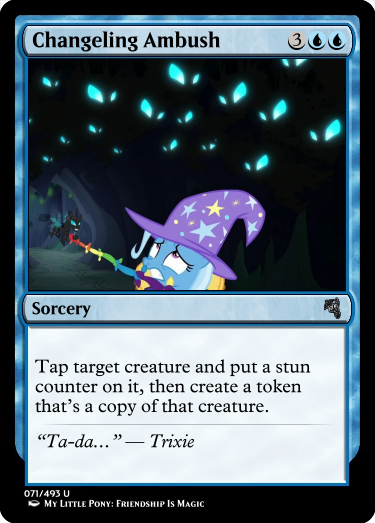 Changeling Ambush 3
Sorcery
Tap target creature and put a stun
counter on it, then create a token
that's a copy of that creature.
“Ta-da…” — Trixie
071/493 U
My Little Pony: Friendship Is Magic